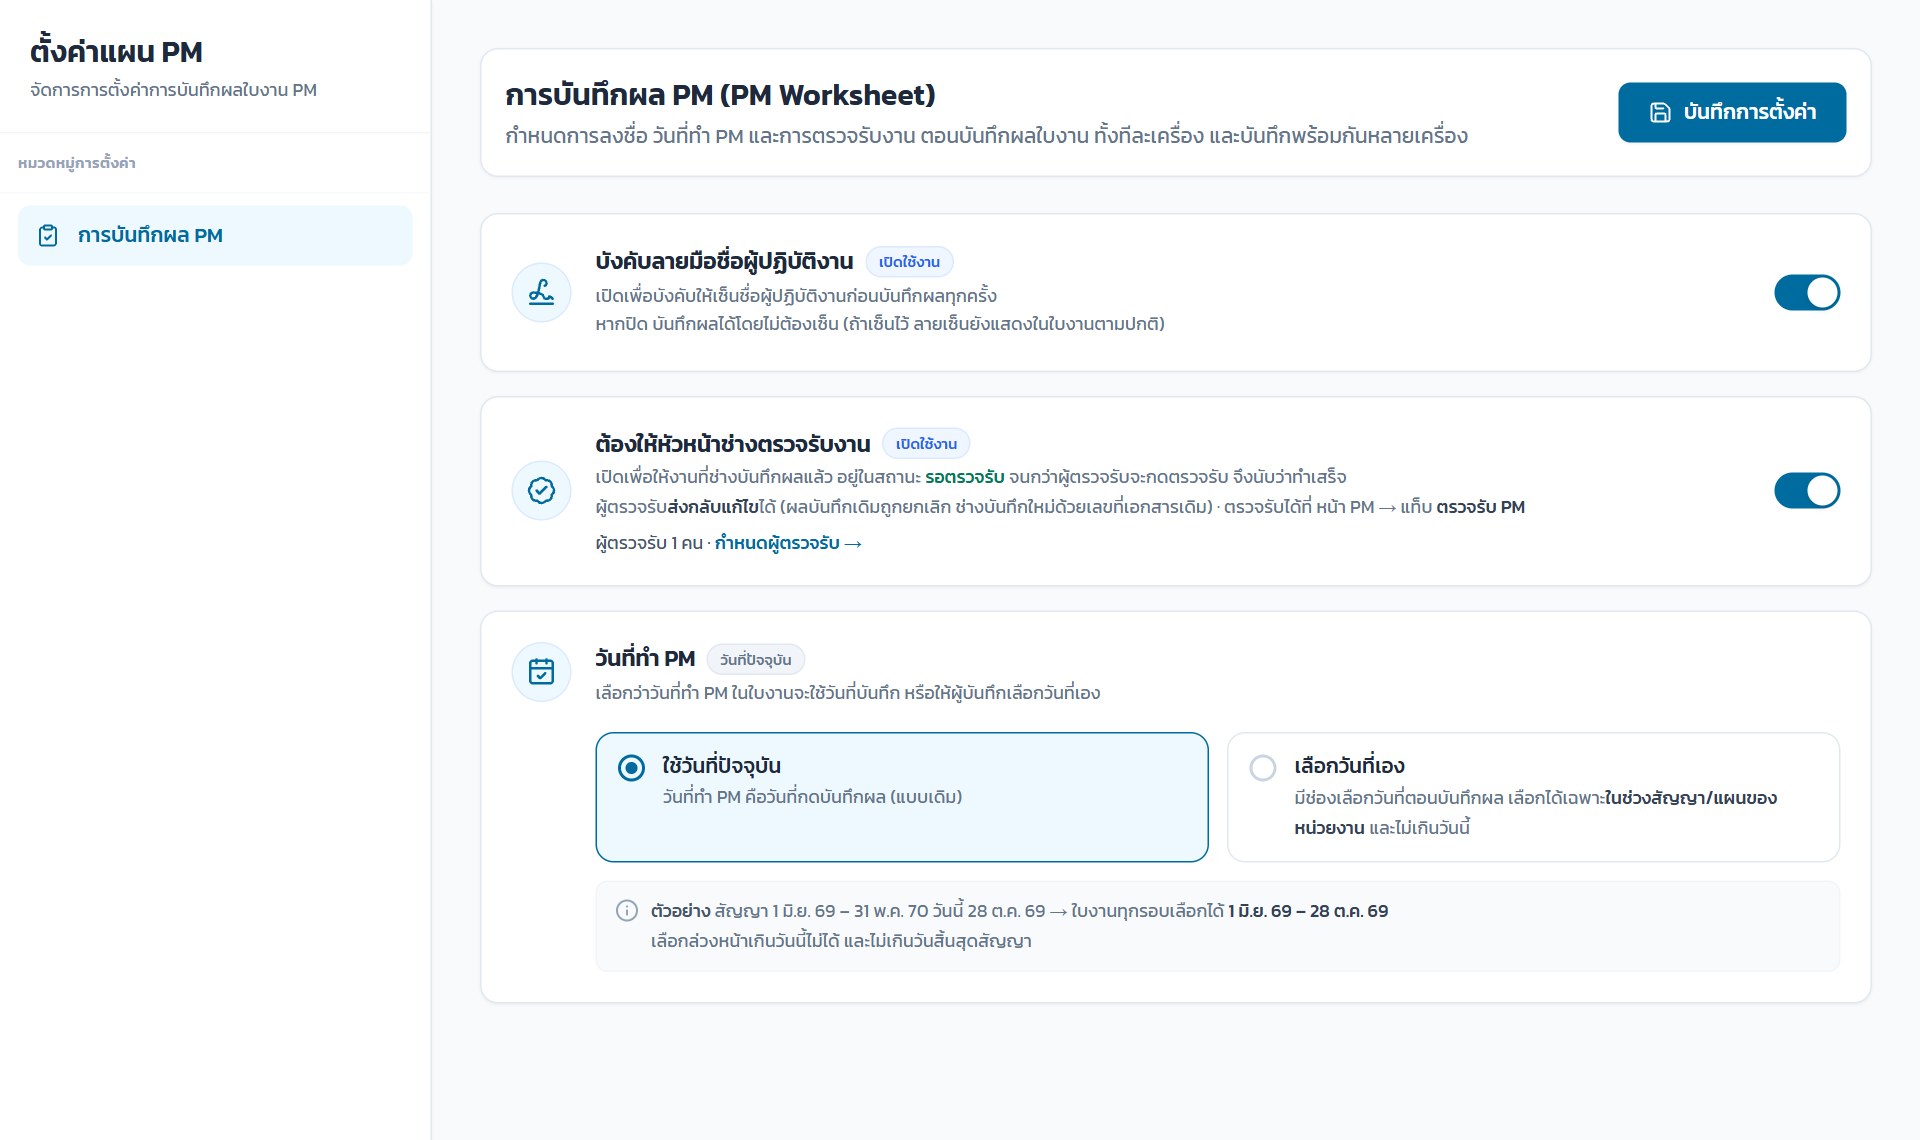 ตั้งค่าแผน PM
จัดการการตั้งค่าการบันทึกผลใบงาน PM
หมวดหมู่การตั้งค่า
การบันทึกผล PM
การบันทึกผล PM (PM Worksheet)
กำหนดการลงชื่อ วันที่ทำ PM และการตรวจรับงาน ตอนบันทึกผลใบงาน ทั้งทีละเครื่อง และบันทึกพร้อมกันหลายเครื่อง
บันทึกการตั้งค่า
บังคับลายมือชื่อผู้ปฏิบัติงาน เปิดใช้งาน
เปิดเพื่อบังคับให้เซ็นชื่อผู้ปฏิบัติงานก่อนบันทึกผลทุกครั้ง
หากปิด บันทึกผลได้โดยไม่ต้องเซ็น (ถ้าเซ็นไว้ ลายเซ็นยังแสดงในใบงานตามปกติ)
ต้องให้หัวหน้าช่างตรวจรับงาน เปิดใช้งาน
เปิดเพื่อให้งานที่ช่างบันทึกผลแล้ว อยู่ในสถานะ รอตรวจรับ จนกว่าผู้ตรวจรับจะกดตรวจรับ จึงนับว่าทำเสร็จ
ผู้ตรวจรับส่งกลับแก้ไขได้ (ผลบันทึกเดิมถูกยกเลิก ช่างบันทึกใหม่ด้วยเลขที่เอกสารเดิม) · ตรวจรับได้ที่ หน้า PM → แท็บ ตรวจรับ PM
ผู้ตรวจรับ 1 คน · กำหนดผู้ตรวจรับ →
วันที่ทำ PM วันที่ปัจจุบัน
เลือกว่าวันที่ทำ PM ในใบงานจะใช้วันที่บันทึก หรือให้ผู้บันทึกเลือกวันที่เอง
ใช้วันที่ปัจจุบัน
วันที่ทำ PM คือวันที่กดบันทึกผล (แบบเดิม)
เลือกวันที่เอง
มีช่องเลือกวันที่ตอนบันทึกผล เลือกได้เฉพาะในช่วงสัญญา/แผนของ
หน่วยงาน และไม่เกินวันนี้
ตัวอย่าง สัญญา 1 มิ.ย. 69 – 31 พ.ค. 70 วันนี้ 28 ต.ค. 69 → ใบงานทุกรอบเลือกได้ 1 มิ.ย. 69 – 28 ต.ค. 69
เลือกล่วงหน้าเกินวันนี้ไม่ได้ และไม่เกินวันสิ้นสุดสัญญา